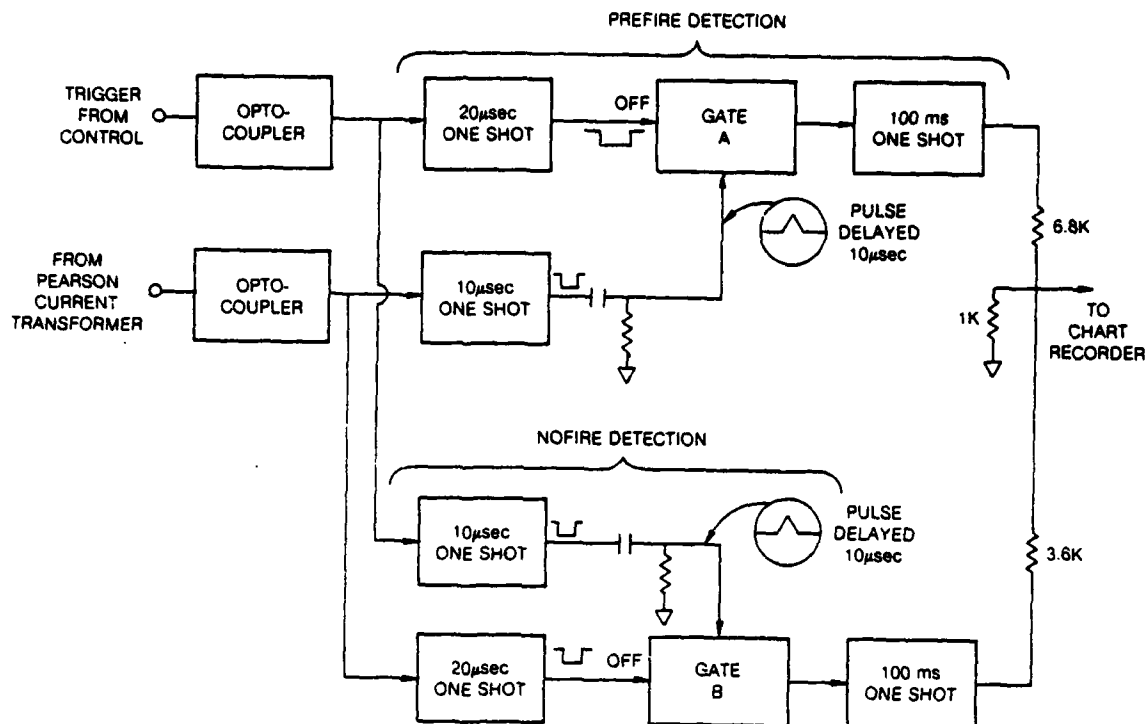 PREFIRE DETECTION
TRIGGER
FROM
CONTROL
OPTO-
COUPLER
20µsec
ONE SHOT
OFF
GATE
A
100 ms
ONE SHOT
PULSE
DELAYED
10µsec
6.8K
FROM
PEARSON
CURRENT
TRANSFORMER
OPTO-
COUPLER
10µsec
ONE SHOT
1K
TO
CHART
RECORDER
NOFIRE DETECTION
10µsec
ONE SHOT
PULSE
DELAYED
10µsec
3.6K
20µsec
ONE SHOT
OFF
GATE
B
100 ms
ONE SHOT